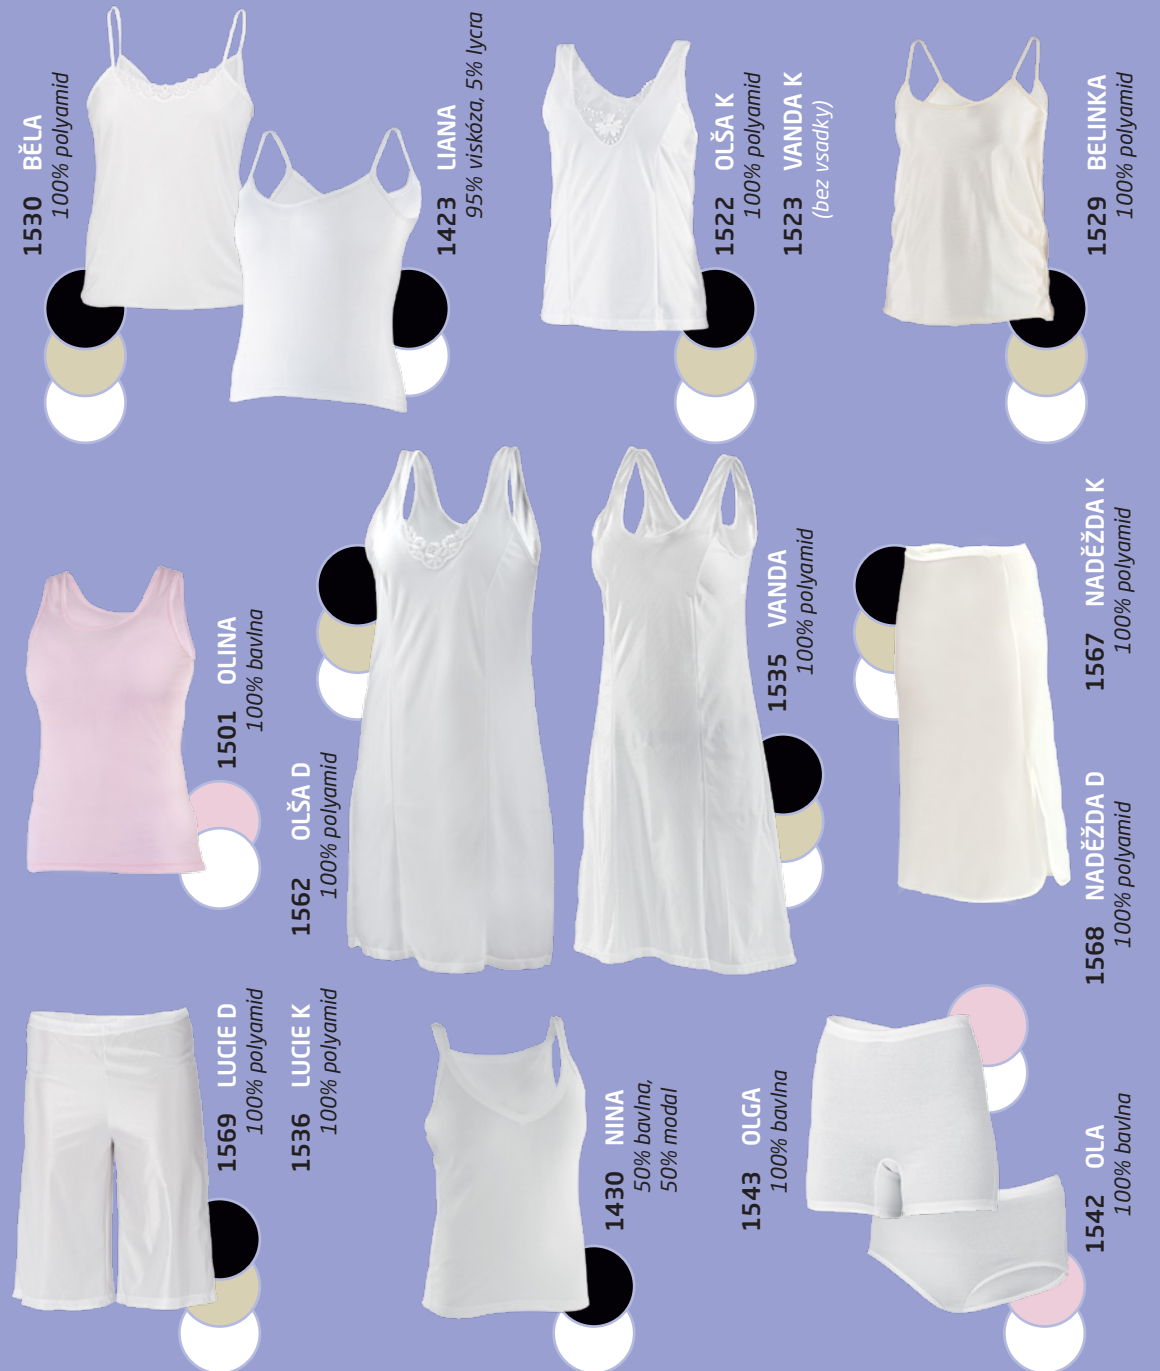 1530 BĚLA
100% polyamid
1423 LIANA
95% viskóza, 5% lycra
1522 OLŠA K
100% polyamid
1523 VANDA K
(bez vsadky)
1529 BELINKA
100% polyamid
1501 OLINA
100% bavlna
1562 OLŠA D
100% polyamid
1535 VANDA
100% polyamid
1567 NADĚŽDA K
100% polyamid
1568 NADĚŽDA D
100% polyamid
1569 LUCIE D
100% polyamid
1536 LUCIE K
100% polyamid
1430 NINA
50% bavlna,
50% modal
1543 OLGA
100% bavlna
1542 OLA
100% bavlna